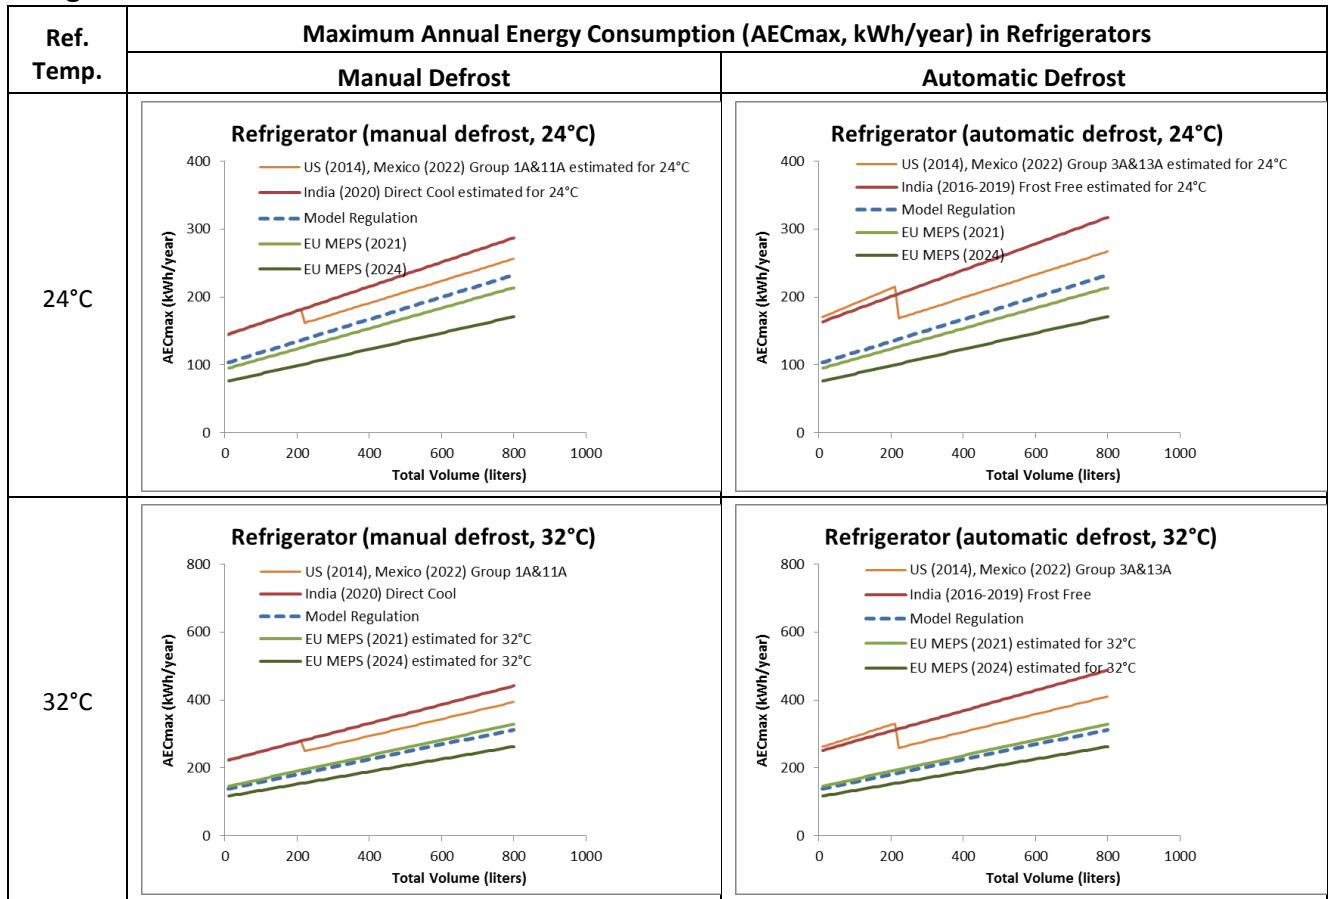 Ref. Temp.
Maximum Annual Energy Consumption (AECmax, kWh/year) in Refrigerators
Manual Defrost
Automatic Defrost
24°C
Refrigerator (manual defrost, 24°C)
US (2014), Mexico (2022) Group 1A&11A estimated for 24°C
India (2020) Direct Cool estimated for 24°C
Model Regulation
EU MEPS (2021)
EU MEPS (2024)
AECmax (kWh/year)
400
300
200
100
0
0 200 400 600 800 1000
Total Volume (liters)
Refrigerator (automatic defrost, 24°C)
US (2014), Mexico (2022) Group 3A&13A estimated for 24°C
India (2016-2019) Frost Free estimated for 24°C
Model Regulation
EU MEPS (2021)
EU MEPS (2024)
AECmax (kWh/year)
400
300
200
100
0
0 200 400 600 800 1000
Total Volume (liters)
32°C
Refrigerator (manual defrost, 32°C)
US (2014), Mexico (2022) Group 1A&11A
India (2020) Direct Cool
Model Regulation
EU MEPS (2021) estimated for 32°C
EU MEPS (2024) estimated for 32°C
AECmax (kWh/year)
800
600
400
200
0
0 200 400 600 800 1000
Total Volume (liters)
Refrigerator (automatic defrost, 32°C)
US (2014), Mexico (2022) Group 3A&13A
India (2016-2019) Frost Free
Model Regulation
EU MEPS (2021) estimated for 32°C
EU MEPS (2024) estimated for 32°C
AECmax (kWh/year)
800
600
400
200
0
0 200 400 600 800 1000
Total Volume (liters)